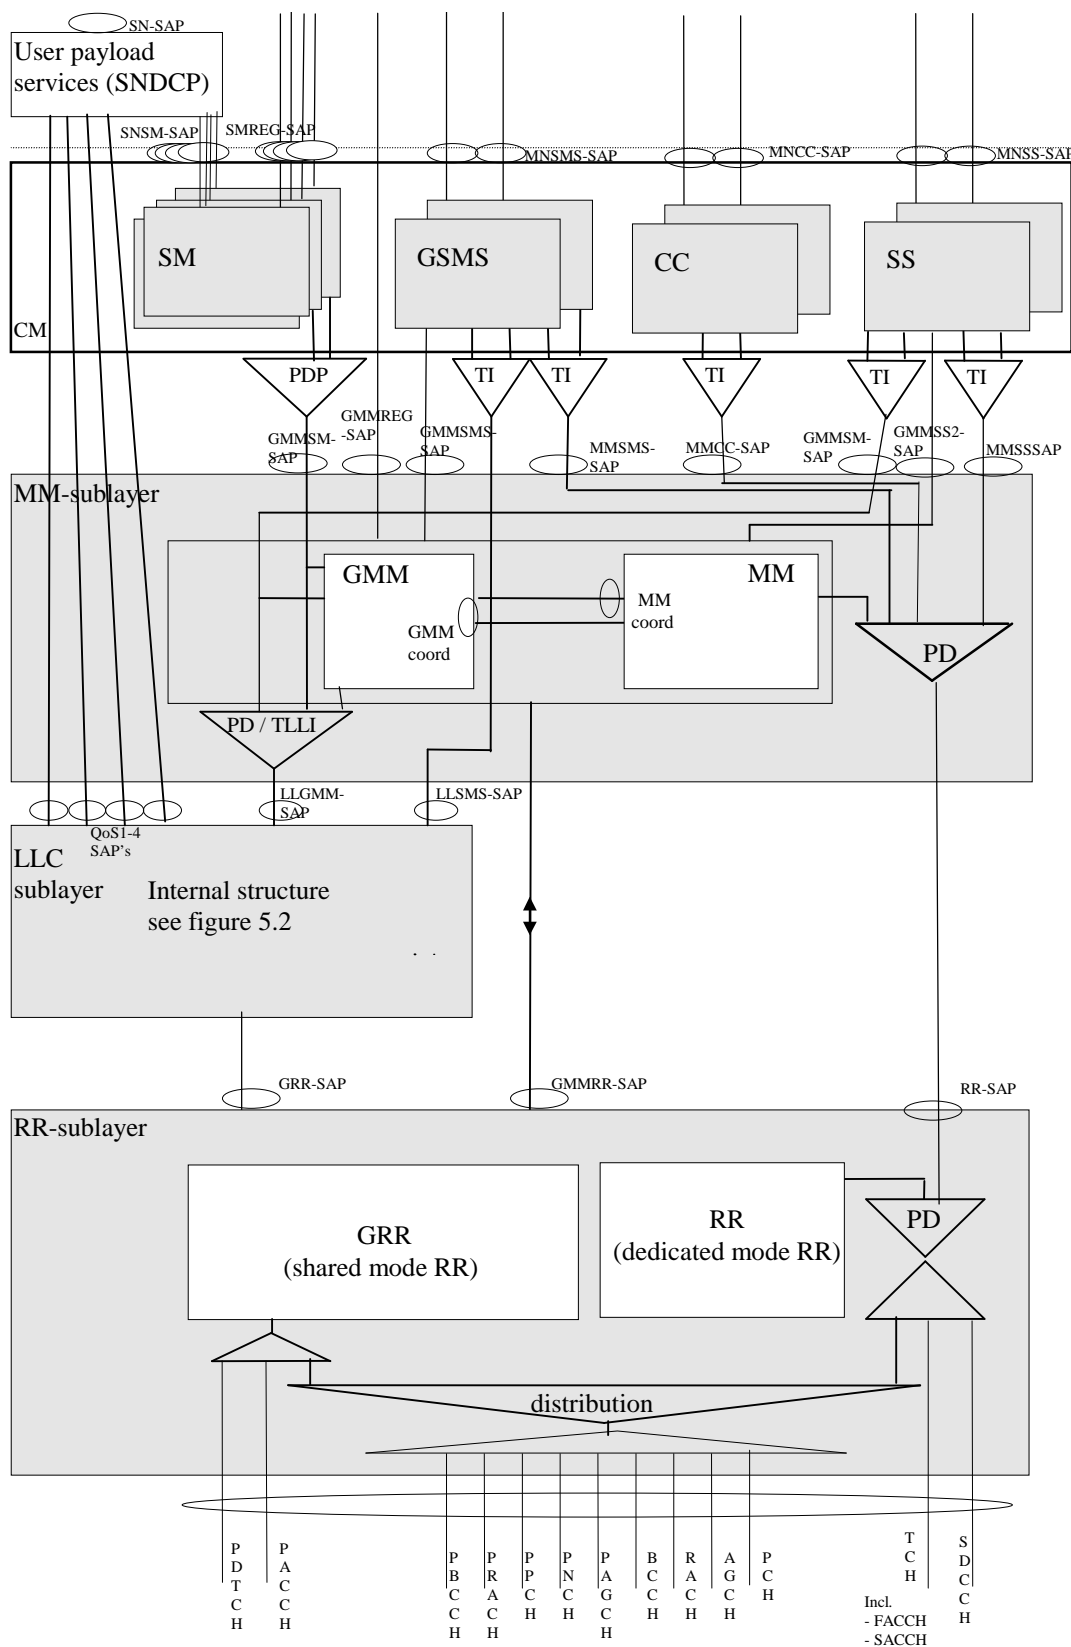 SN-SAP
User payload
services (SNDCP)
SNSM-SAP
SMREG-SAP
MNSMS-SAP
MNCC-SAP
MNSS-SAP
SM
GSMS
CC
SS
CM
PDP
TI
TI
TI
TI
TI
GMMSM-
SAP
GMMREG
-SAP
GMMSMS-
SAP
MMSMS-
SAP
MMCC-SAP
GMMSM-
SAP
GMMSS2-
SAP
MMSSSAP
MM-sublayer
GMM
MM
GMM
coord
MM
coord
PD
PD / TLLI
LLGMM-
SAP
LLSMS-SAP
QoS1-4
SAP's
LLC
sublayer
Internal structure
see figure 5.2
GRR-SAP
GMMRR-SAP
RR-SAP
RR-sublayer
GRR
(shared mode RR)
RR
(dedicated mode RR)
PD
distribution
PDTCH
PACCH
PBCCH
PRACH
PPCH
PNCH
PAGCH
BCCH
RACH
AGCH
PCH
TCH
Incl.
- FACCH
- SACCH
SDCCH